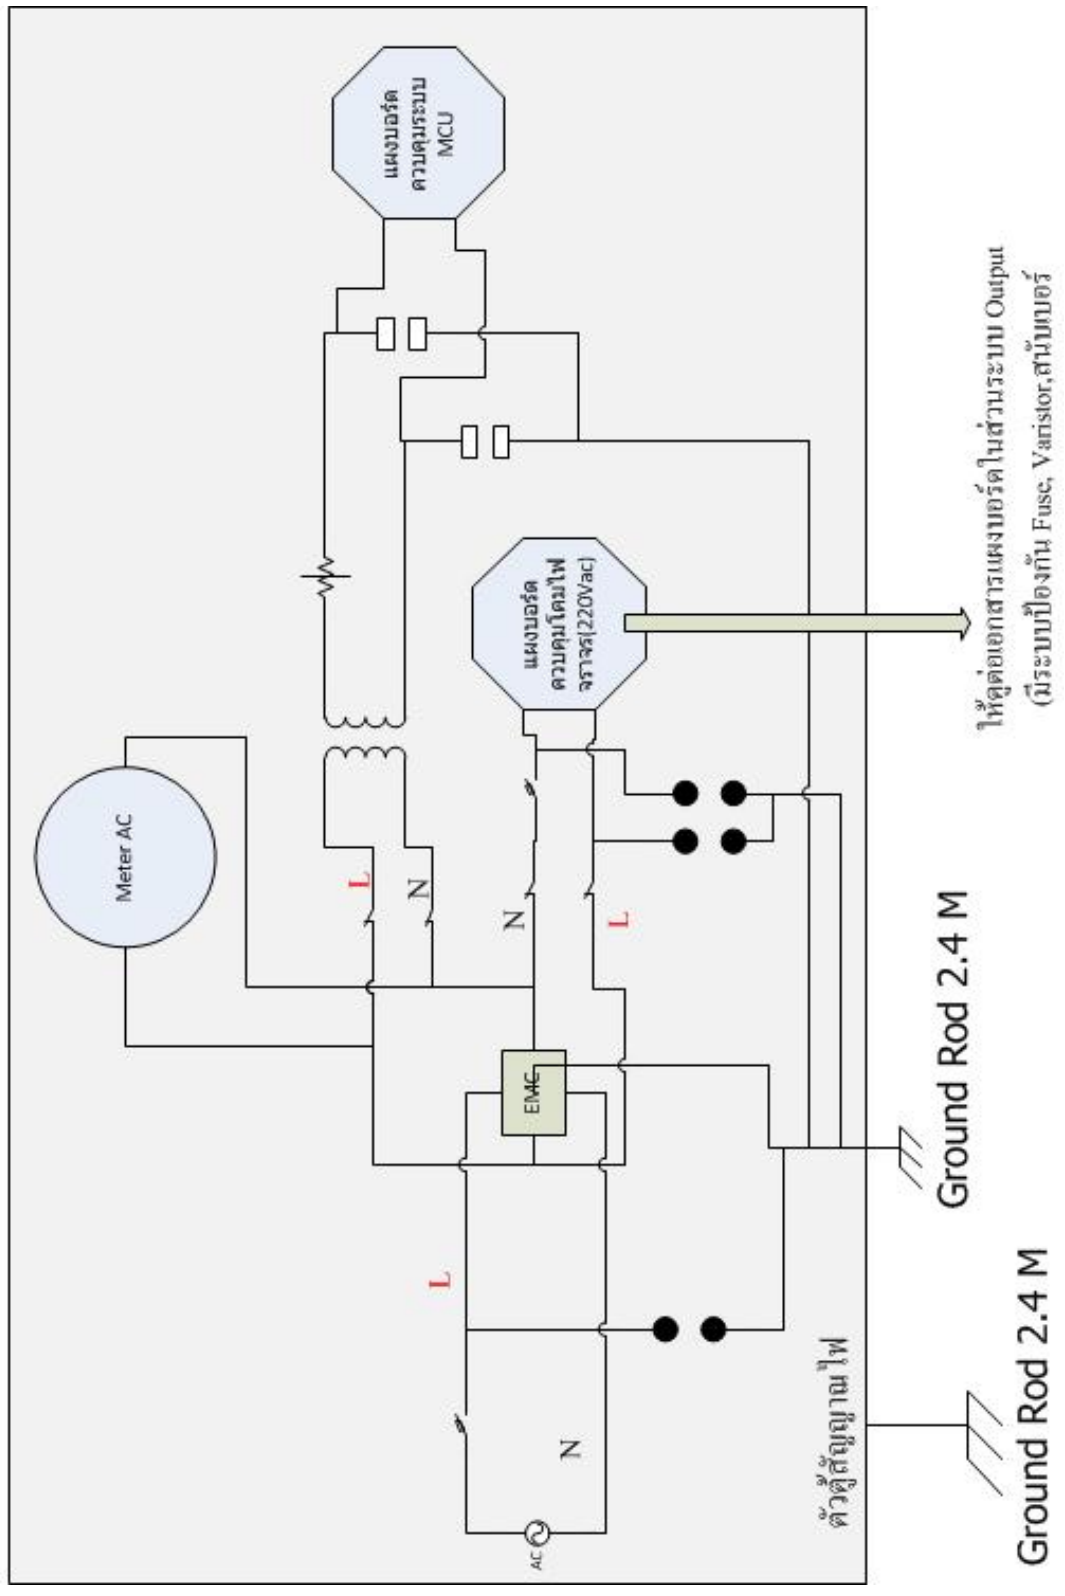 แผงบอร์ด
ควบคุมระบบ
MCU
Meter AC
L
N
แผงบอร์ด
ควบคุมโคมไฟ
จราจร(220Vac)
N
L
EMC
L
N
AC
ตัวตู้สัญญาณไฟ
Ground Rod 2.4 M
Ground Rod 2.4 M
ให้ดูต่อเอกสารแผงบอร์ดในส่วนระบบ Output
(มีระบบป้องกัน Fuse, Varistor,สนับเบอร์